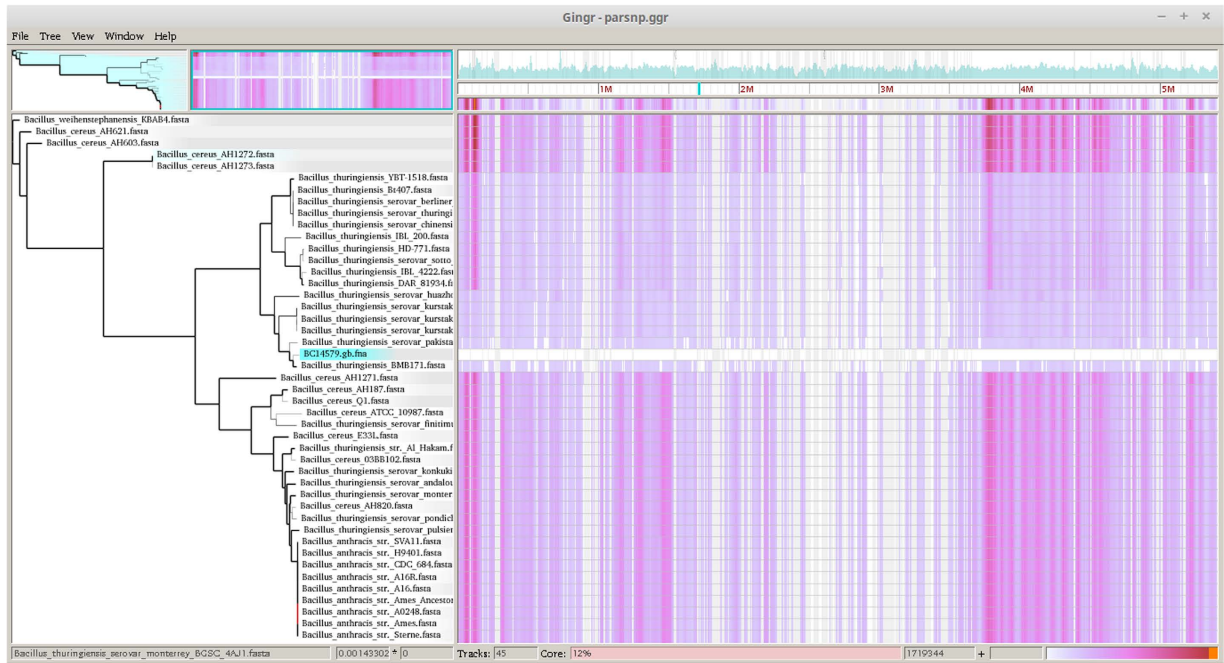 Gingr - parsnp.ggr
File Tree View Window Help
1M 2M 3M 4M 5M
Bacillus_weihenstephanensis_KBAB4.fasta
Bacillus_cereus_AH621.fasta
Bacillus_cereus_AH603.fasta
Bacillus_cereus_AH1272.fasta
Bacillus_cereus_AH1273.fasta
Bacillus_thuringiensis_YBT-1518.fasta
Bacillus_thuringiensis_Bt407.fasta
Bacillus_thuringiensis_serovar_berliner
Bacillus_thuringiensis_serovar_thuringi
Bacillus_thuringiensis_serovar_chinensi
Bacillus_thuringiensis_IBL_200.fasta
Bacillus_thuringiensis_HD-771.fasta
Bacillus_thuringiensis_serovar_sotto_
Bacillus_thuringiensis_IBL_4222.fas
Bacillus_thuringiensis_DAR_81934.f
Bacillus_thuringiensis_serovar_huazh
Bacillus_thuringiensis_serovar_kurstak
Bacillus_thuringiensis_serovar_kurstak
Bacillus_thuringiensis_serovar_kurstak
Bacillus_thuringiensis_serovar_pakista
BC14579.gb.fna
Bacillus_thuringiensis_BMB171.fasta
Bacillus_cereus_AH1271.fasta
Bacillus_cereus_AH187.fasta
Bacillus_cereus_Q1.fasta
Bacillus_cereus_ATCC_10987.fasta
Bacillus_thuringiensis_serovar_finitim
Bacillus_cereus_E33L.fasta
Bacillus_thuringiensis_str._Al_Hakam.f
Bacillus_cereus_03BB102.fasta
Bacillus_thuringiensis_serovar_konkuki
Bacillus_thuringiensis_serovar_andalou
Bacillus_thuringiensis_serovar_monter
Bacillus_cereus_AH820.fasta
Bacillus_thuringiensis_serovar_pondich
Bacillus_thuringiensis_serovar_pulsien
Bacillus_anthracis_str._SVA11.fasta
Bacillus_anthracis_str._H9401.fasta
Bacillus_anthracis_str._CDC_684.fasta
Bacillus_anthracis_str._A16R.fasta
Bacillus_anthracis_str._A16.fasta
Bacillus_anthracis_str._Ames_Ancestor
Bacillus_anthracis_str._A0248.fasta
Bacillus_anthracis_str._Ames.fasta
Bacillus_anthracis_str._Sterne.fasta
Bacillus_thuringiensis_serovar_monterrey_BGSC_4AJ1.fasta 0.00143302 * 0 Tracks: 45 Core: 12% 1719344 +